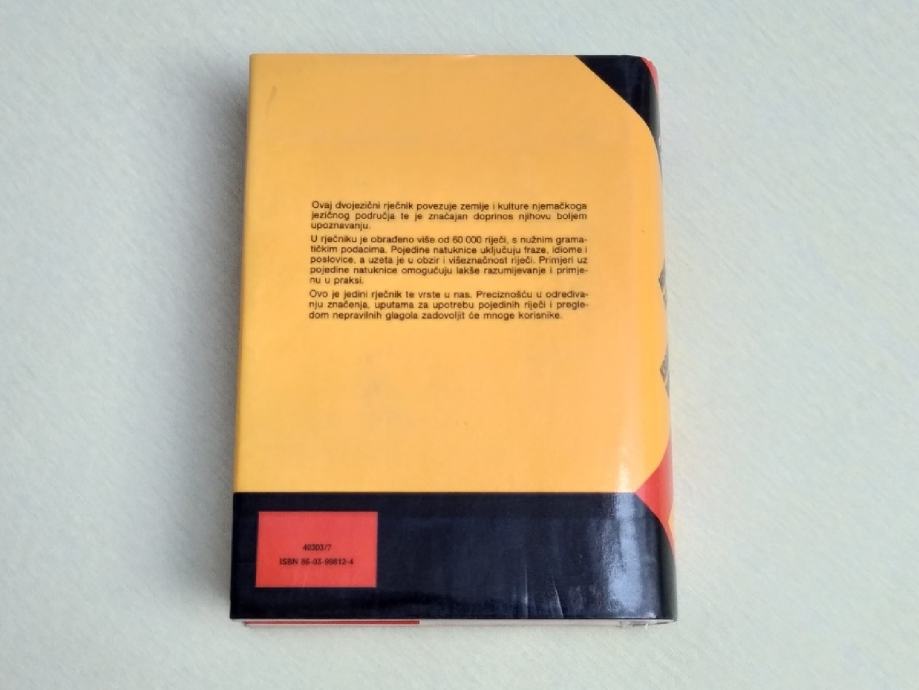 Ovaj dvojezični rječnik povezuje zemlje i kulture njemačkoga
jezičnog područja te je značajan doprinos njihovu boljem
upoznavanju.
U rječniku je obrađeno više od 60 000 riječi, s nužnim grama-
tičkim podacima. Pojedine natuknice uključuju fraze, idiome i
poslovice, a uzeta je u obzir i višeznačnost riječi. Primjeri uz
pojedine natuknice omogućuju lakše razumijevanje i primje-
nu u praksi.
Ovo je jedini rječnik te vrste u nas. Preciznošću u određiva-
nju značenja, uputama za upotrebu pojedinih riječi i pregle-
dom nepravilnih glagola zadovoljit će mnoge korisnike.
40303/7
ISBN 86-03-99812-4